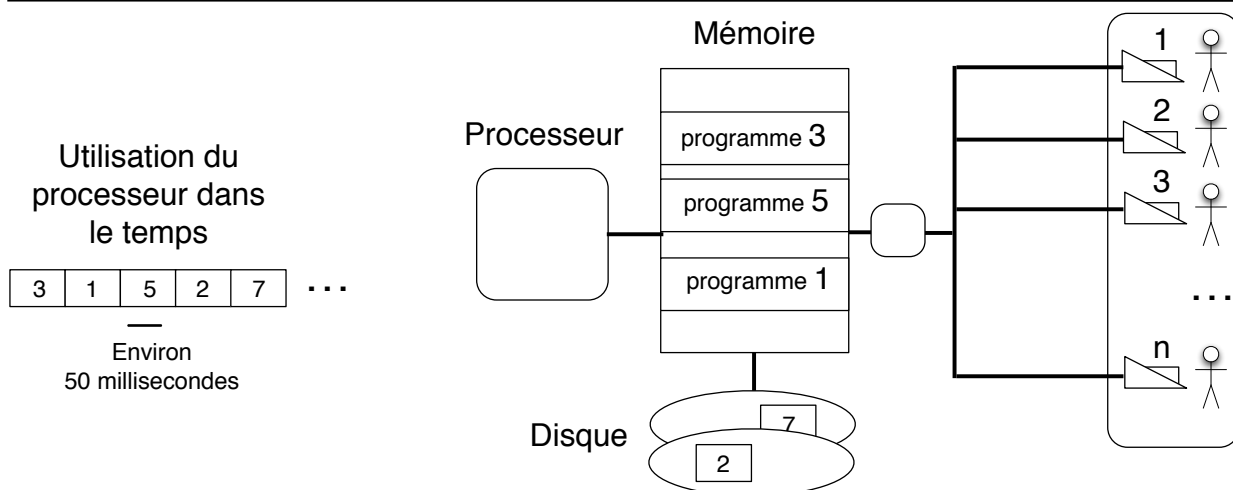 Utilisation du
processeur dans
le temps
3 1 5 2 7 ...
Environ
50 millisecondes
Processeur
Mémoire
programme 3
programme 5
programme 1
Disque
7
2
1
2
3
...
n